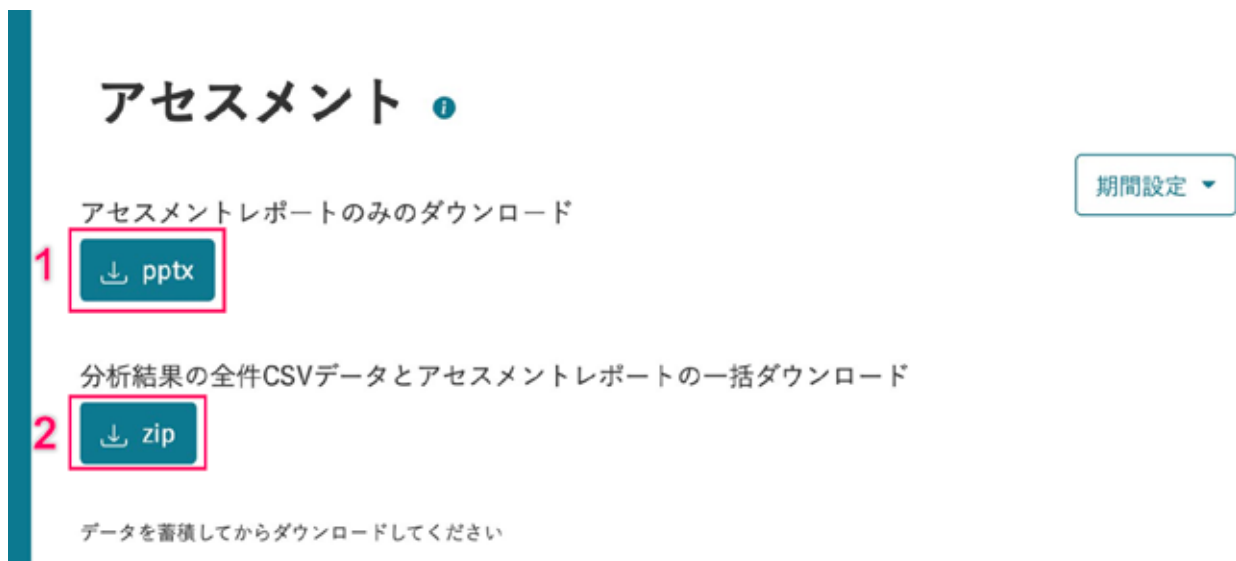 アセスメント
期間設定
アセスメントレポートのみのダウンロード
1
pptx
分析結果の全件CSVデータとアセスメントレポートの一括ダウンロード
2
zip
データを蓄積してからダウンロードしてください